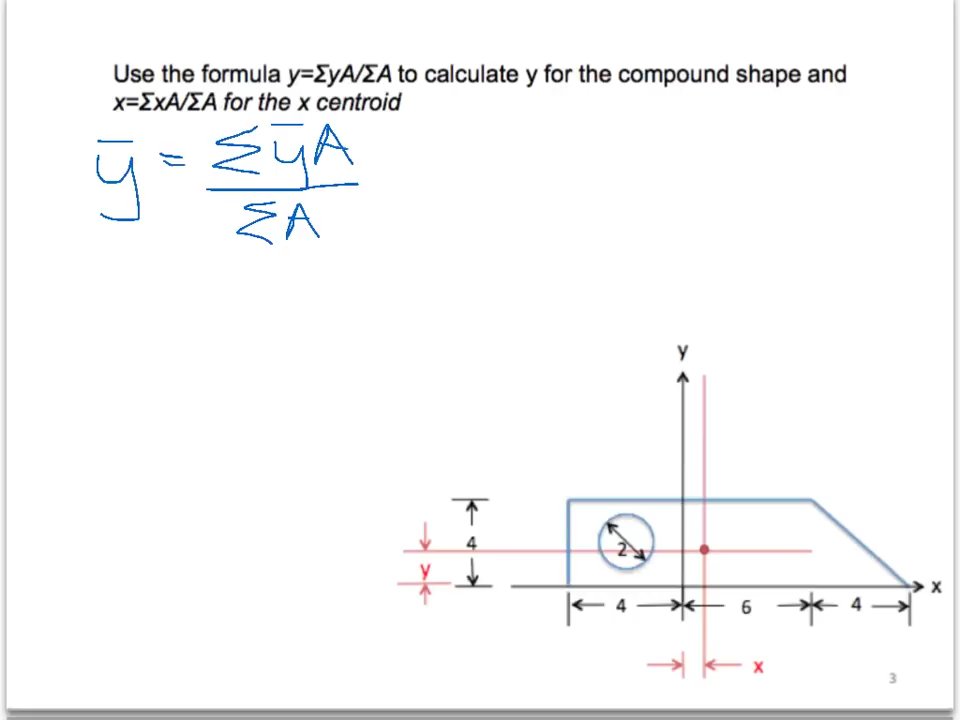 Use the formula y=ΣyA/ΣA to calculate y for the compound shape and
x=ΣxA/ΣA for the x centroid
y̅ = Σy̅A
ΣA
y
4
2
y
x
4
6
4
x
3